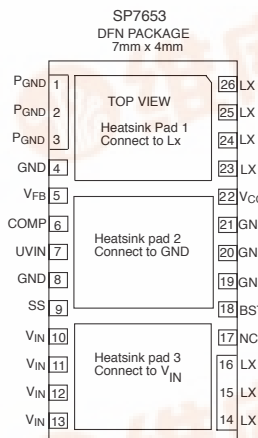 SP7653
DFN PACKAGE
7mm x 4mm
TOP VIEW
Heatsink Pad 1
Connect to Lx
Heatsink pad 2
Connect to GND
Heatsink pad 3
Connect to VIN
PGND 1
PGND 2
PGND 3
GND 4
VFB 5
COMP 6
UVIN 7
GND 8
SS 9
VIN 10
VIN 11
VIN 12
VIN 13
26 LX
25 LX
24 LX
23 LX
22 VCC
21 GN
20 GN
19 GN
18 BST
17 NC
16 LX
15 LX
14 LX